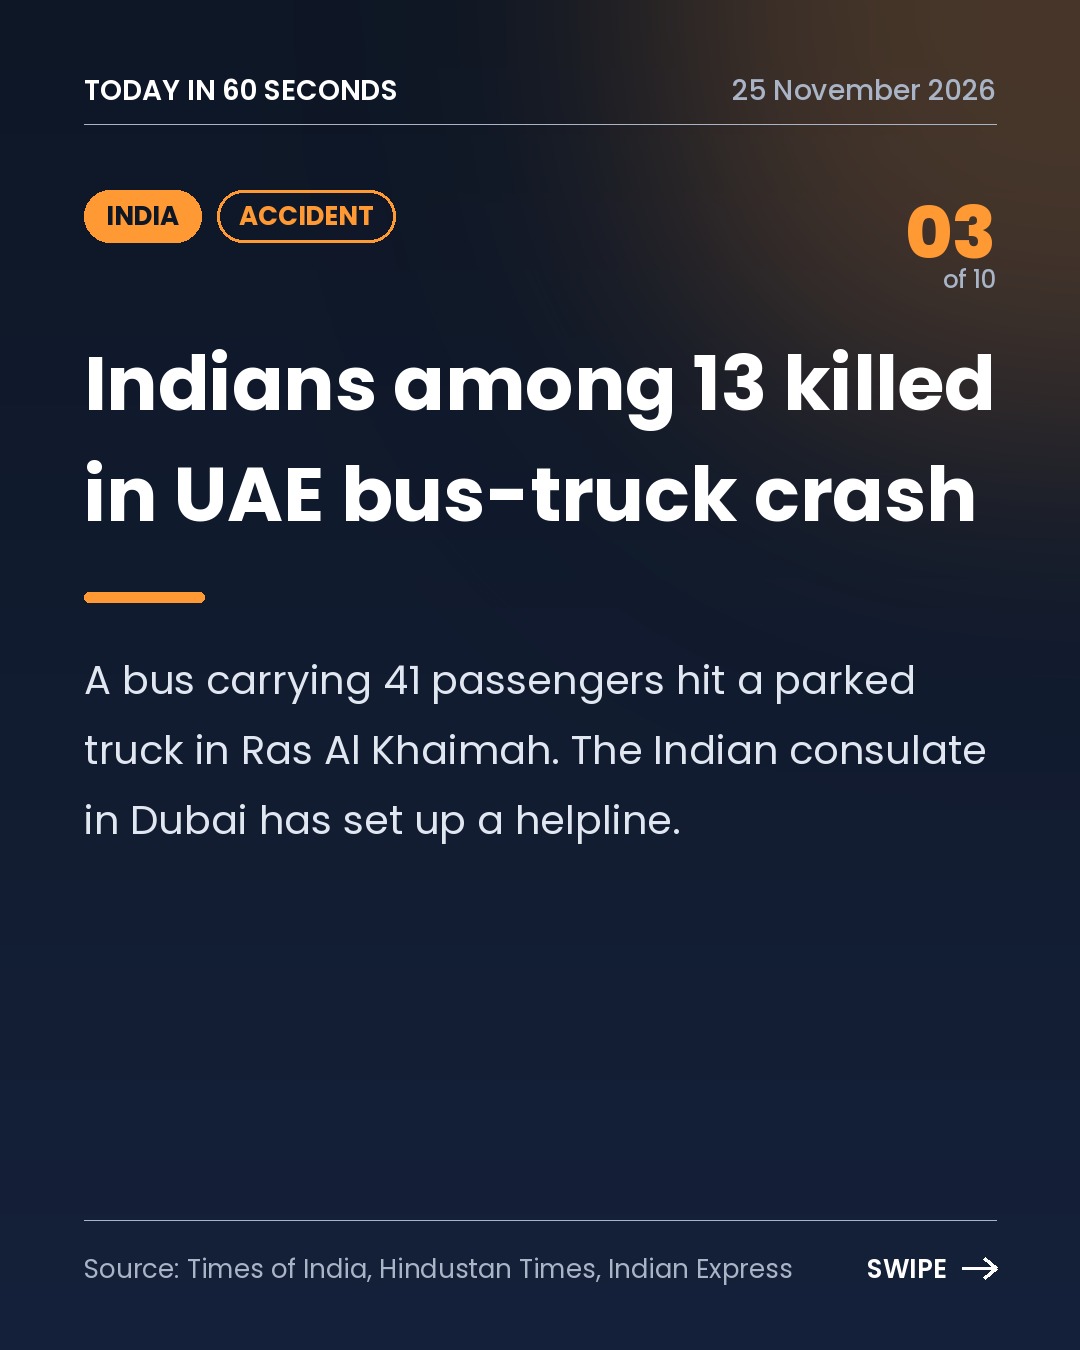 TODAY IN 60 SECONDS
25 November 2026
INDIA
ACCIDENT
03
of 10
Indians among 13 killed
in UAE bus-truck crash
A bus carrying 41 passengers hit a parked
truck in Ras Al Khaimah. The Indian consulate
in Dubai has set up a helpline.
Source: Times of India, Hindustan Times, Indian Express
SWIPE